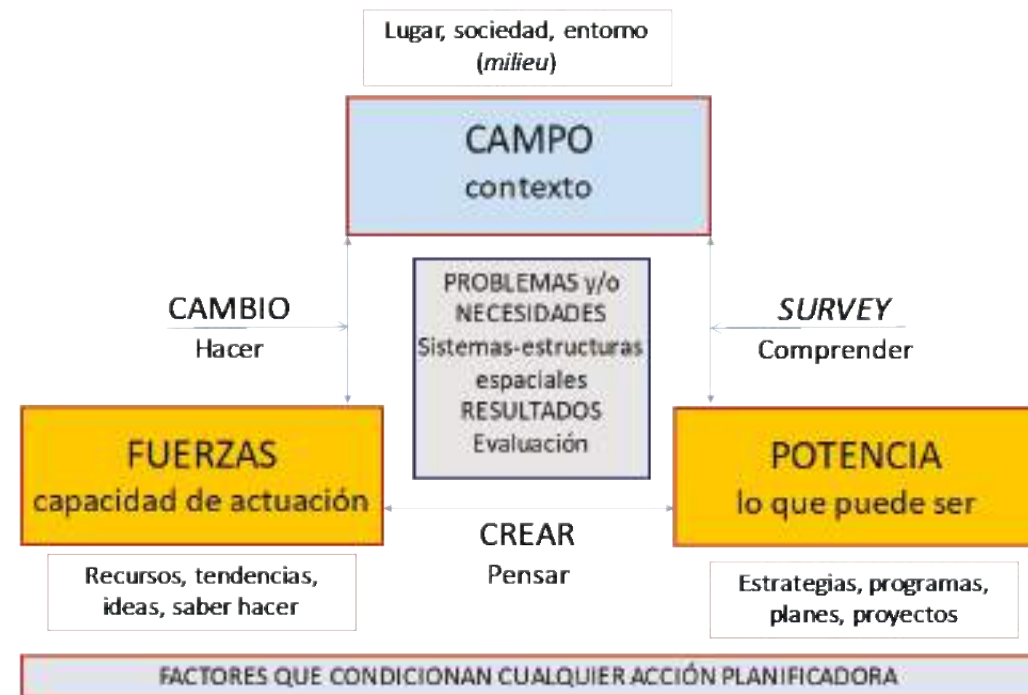 Lugar, sociedad, entorno
(milieu)
CAMPO
contexto
CAMBIO
Hacer
PROBLEMAS y/o
NECESIDADES
Sistemas-estructuras
espaciales
RESULTADOS
Evaluación
SURVEY
Comprender
FUERZAS
capacidad de actuación
CREAR
Pensar
POTENCIA
lo que puede ser
Recursos, tendencias,
ideas, saber hacer
Estrategias, programas,
planes, proyectos
FACTORES QUE CONDICIONAN CUALQUIER ACCIÓN PLANIFICADORA